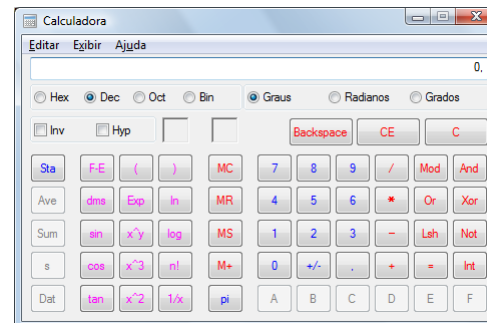 Calculadora
Editar Exibir Ajuda
0,
Hex Dec Oct Bin Graus Radianos Grados
Inv Hyp Backspace CE C
Sta F-E ( ) MC 7 8 9 / Mod And
Ave dms Exp ln MR 4 5 6 * Or Xor
Sum sin x^y log MS 1 2 3 - Lsh Not
s cos x^3 n! M+ 0 +/- . + = Int
Dat tan x^2 1/x pi A B C D E F